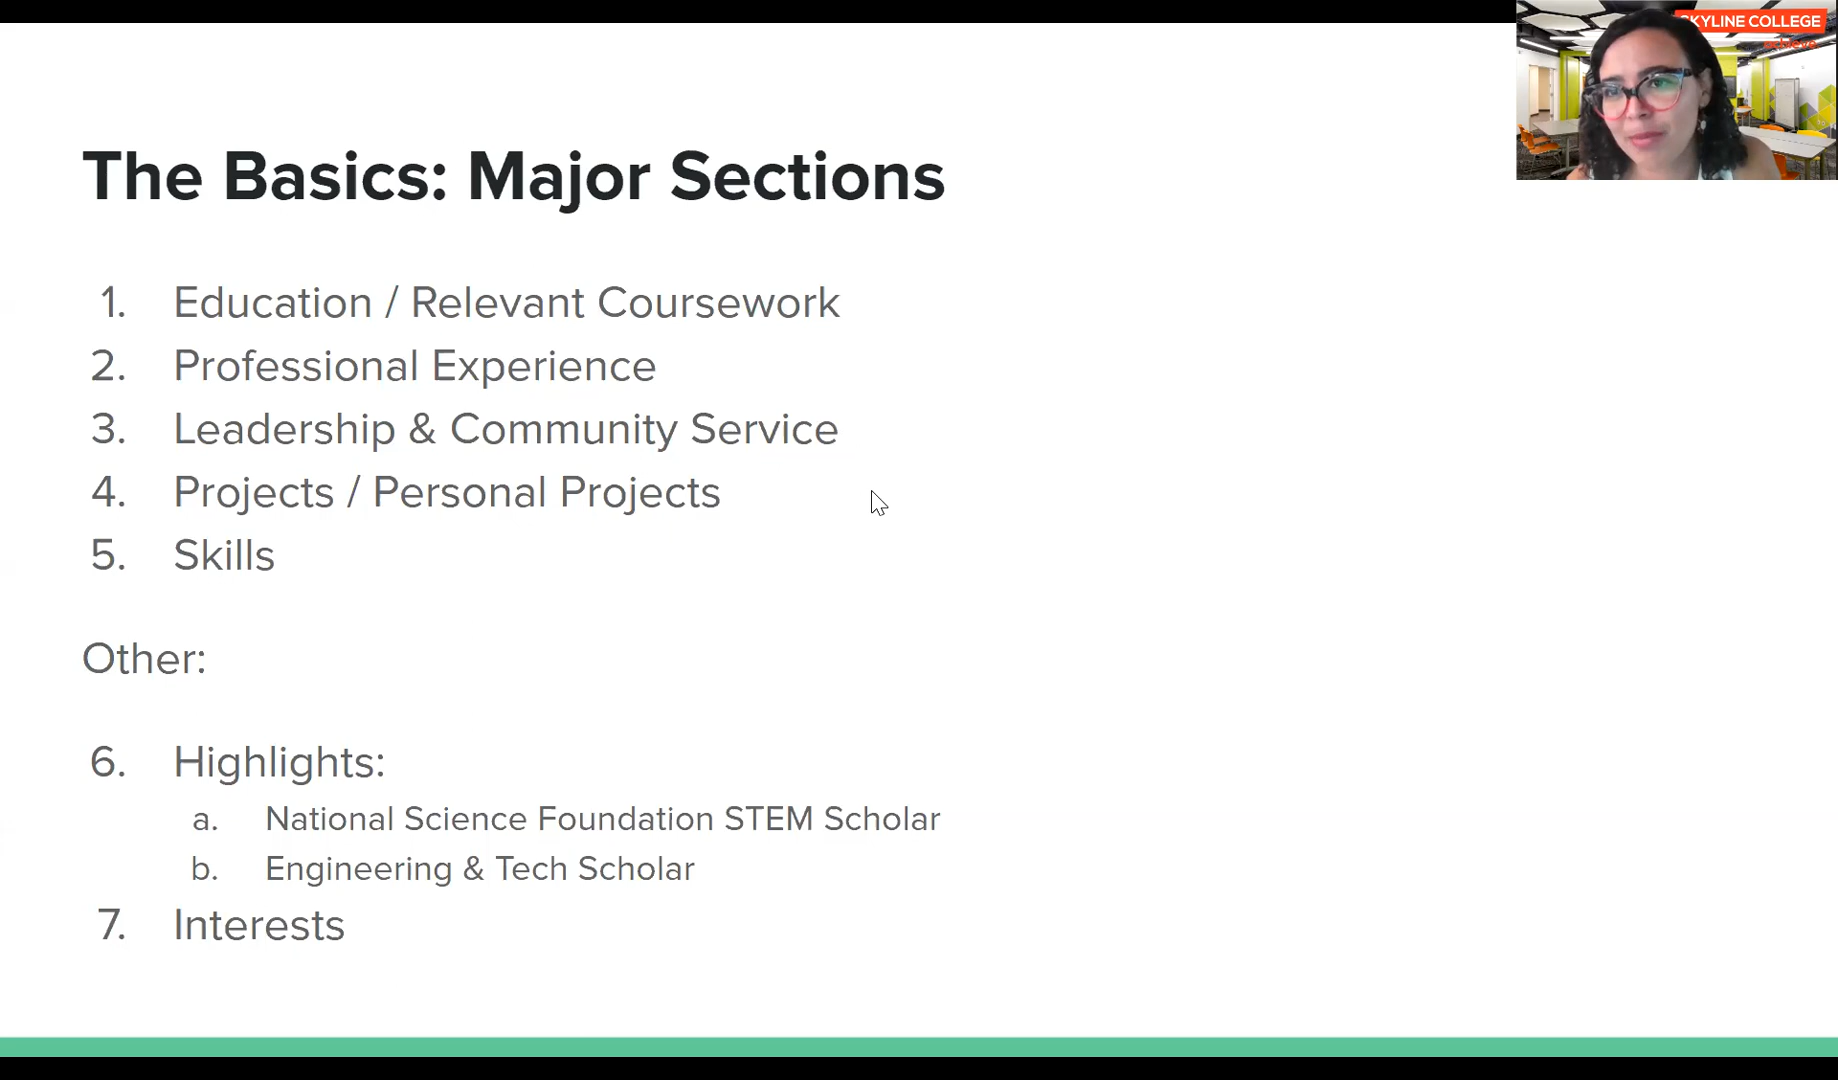 SKYLINE COLLEGE
achieve
The Basics: Major Sections
1. Education / Relevant Coursework
2. Professional Experience
3. Leadership & Community Service
4. Projects / Personal Projects
5. Skills
Other:
6. Highlights:
a. National Science Foundation STEM Scholar
b. Engineering & Tech Scholar
7. Interests